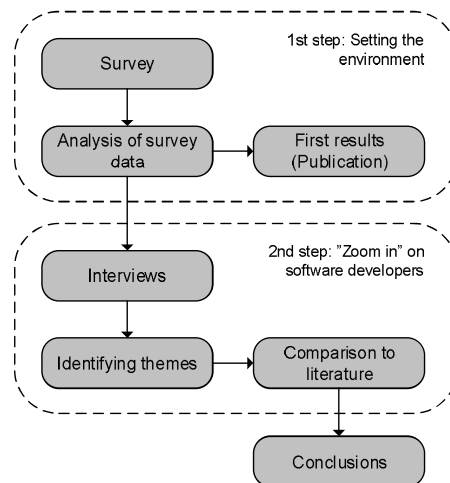 1st step: Setting the
environment
Survey
Analysis of survey
data
First results
(Publication)
2nd step: ”Zoom in” on
software developers
Interviews
Identifying themes
Comparison to
literature
Conclusions